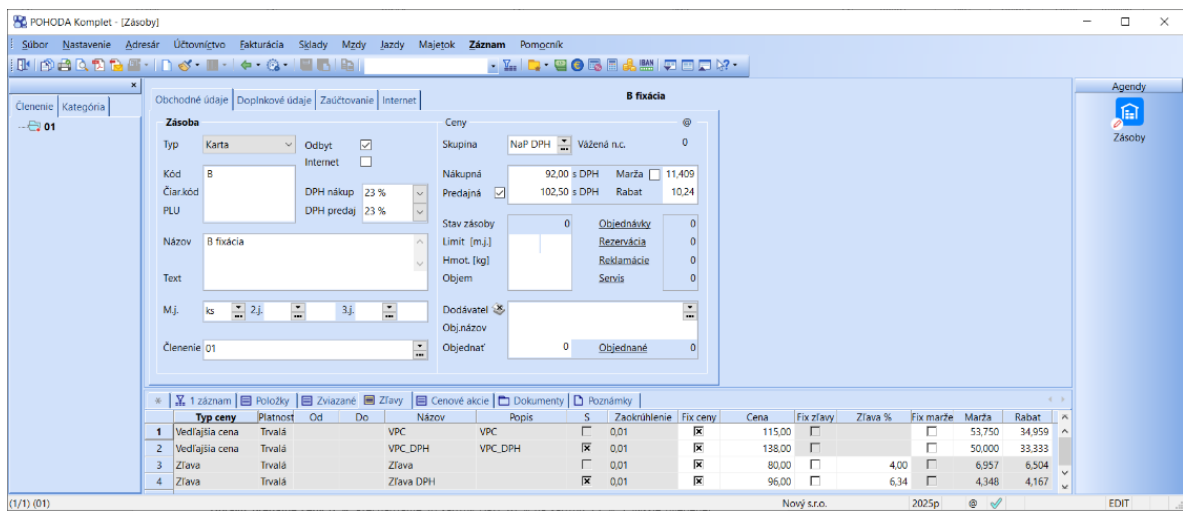 POHODA Komplet - [Zásoby]
Súbor Nastavenie Adresár Účtovníctvo Fakturácia Sklady Mzdy Jazdy Majetok Záznam Pomocník
IBAN
Členenie Kategória
01
Obchodné údaje Doplnkové údaje Zaúčtovanie Internet B fixácia
Agendy
Zásoby
Zásoba Ceny @
Typ Karta Odbyt Skupina NaP DPH Vážená n.c. 0
Internet
Kód B Nákupná 92,00 s DPH Marža 11,409
Čiar.kód DPH nákup 23 % Predajná 102,50 s DPH Rabat 10,24
PLU DPH predaj 23 %
Stav zásoby 0 Objednávky 0
Názov B fixácia Limit [m.j.] Rezervácia 0
Hmot. [kg] Reklamácie 0
Text Objem Servis 0
M.j. ks 2.j. 3.j. Dodávateľ
Obj.názov
Členenie 01 Objednať 0 Objednané 0
1 záznam Položky Zviazané Zľavy Cenové akcie Dokumenty Poznámky
Typ ceny Platnosť Od Do Názov Popis S Zaokrúhlenie Fix ceny Cena Fix zľavy Zľava % Fix marže Marža Rabat
1 Vedľajšia cena Trvalá VPC VPC 0,01 115,00 53,750 34,959
2 Vedľajšia cena Trvalá VPC_DPH VPC_DPH 0,01 138,00 50,000 33,333
3 Zľava Trvalá Zľava 0,01 80,00 4,00 6,957 6,504
4 Zľava Trvalá Zľava DPH 0,01 96,00 6,34 4,348 4,167
(1/1) (01) Nový s.r.o. 2025p @ EDIT